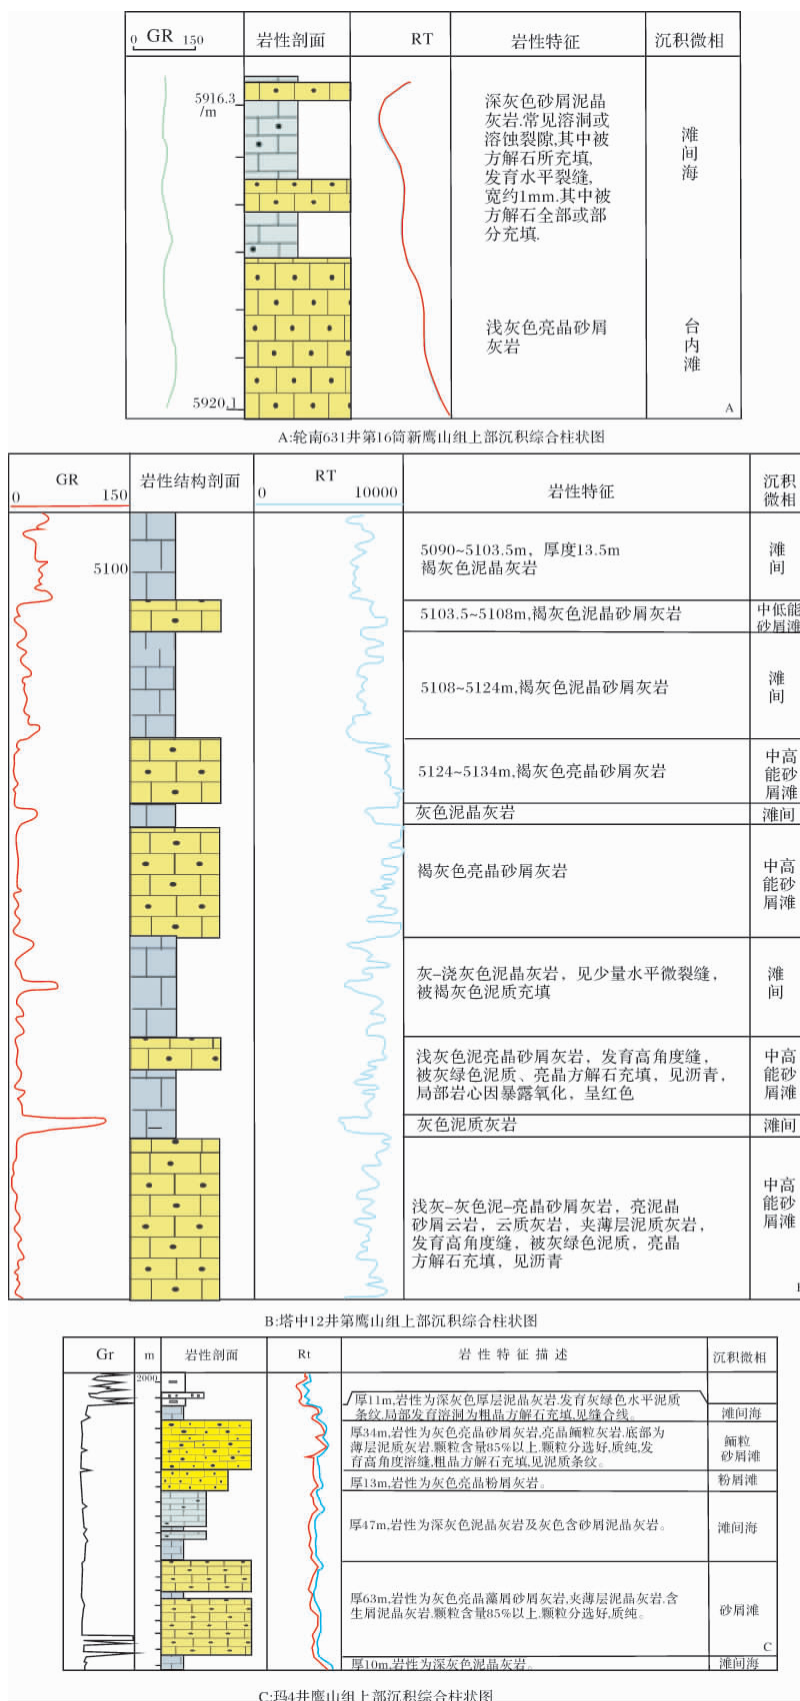 0 GR 150
岩性剖面
RT
岩性特征
沉积微相
5916.3
/m
深灰色砂屑泥晶
灰岩.常见溶洞或
溶蚀裂隙,其中被
方解石所充填,
发育水平裂缝,
宽约1mm.其中被
方解石全部或部
分充填.
滩
间
海
浅灰色亮晶砂屑
灰岩
台
内
滩
5920.1
A
A:轮南631井第16筒新鹰山组上部沉积综合柱状图
GR
0 150
岩性结构剖面
RT
0 10000
岩性特征
沉积
微相
5100
5090~5103.5m，厚度13.5m
褐灰色泥晶灰岩
滩
间
5103.5~5108m,褐灰色泥晶砂屑灰岩
中低能
砂屑滩
5108~5124m,褐灰色泥晶砂屑灰岩
滩
间
5124~5134m,褐灰色亮晶砂屑灰岩
中高
能砂
屑滩
灰色泥晶灰岩
滩间
褐灰色亮晶砂屑灰岩
中高
能砂
屑滩
灰–浇灰色泥晶灰岩，见少量水平微裂缝，
被褐灰色泥质充填
滩
间
浅灰色泥亮晶砂屑灰岩，发育高角度缝，
被灰绿色泥质、亮晶方解石充填，见沥青，
局部岩心因暴露氧化，呈红色
中高
能砂
屑滩
灰色泥质灰岩
滩间
浅灰–灰色泥–亮晶砂屑灰岩，亮泥晶
砂屑云岩，云质灰岩，夹薄层泥质灰岩，
发育高角度缝，被灰绿色泥质，亮晶
方解石充填，见沥青
中高
能砂
屑滩
B:塔中12井第鹰山组上部沉积综合柱状图
Gr
m
岩性剖面
Rt
岩性特征描述
沉积微相
2000
厚11m,岩性为深灰色厚层泥晶灰岩.发育灰绿色水平泥质
条纹.局部发育溶洞为粗晶方解石充填,见缝合线。
滩间海
厚34m,岩性为灰色亮晶砂屑灰岩,亮晶鲕粒灰岩.底部为
薄层泥质灰岩.颗粒含量85%以上.颗粒分选好,质纯,发
育高角度溶缝,粗晶方解石充填,见泥质条纹。
鲕粒
砂屑滩
厚13m,岩性为灰色亮晶粉屑灰岩。
粉屑滩
厚47m,岩性为深灰色泥晶灰岩及灰色含砂屑泥晶灰岩。
滩间海
厚63m,岩性为灰色亮晶藻屑砂屑灰岩,夹薄层泥晶灰岩.含
生屑泥晶灰岩.颗粒含量85%以上.颗粒分选好,质纯。
砂屑滩
C
厚10m,岩性为深灰色泥晶灰岩。
滩间海
C:玛4井鹰山组上部沉积综合柱状图